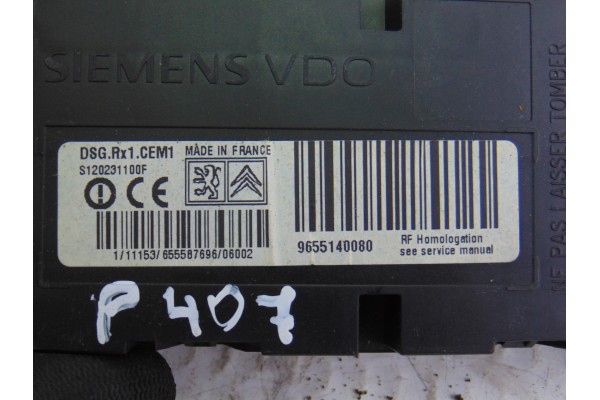 SIEMENS VDO
DSG.Rx1.CEM1
S120231100F
MADE IN FRANCE
CE
1/11153/655587696/06002
9655140080
RF Homologation
see service manual
NE PAS LAISSER TOMBER
P 407